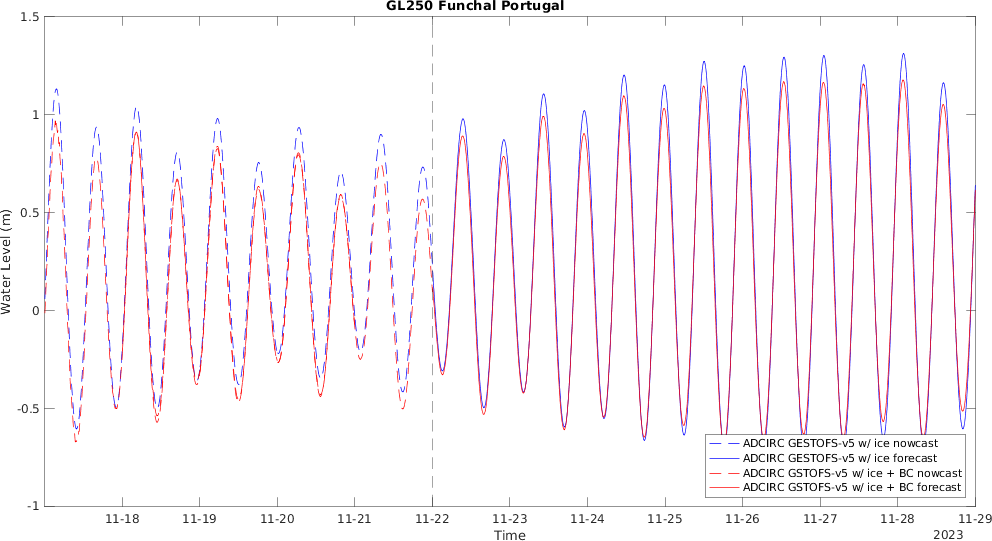 GL250 Funchal Portugal
1.5
1
0.5
0
-0.5
-1
Water Level (m)
11-18 11-19 11-20 11-21 11-22 11-23 11-24 11-25 11-26 11-27 11-28 11-29
Time
2023
ADCIRC GESTOFS-v5 w/ ice nowcast
ADCIRC GESTOFS-v5 w/ ice forecast
ADCIRC GSTOFS-v5 w/ ice + BC nowcast
ADCIRC GSTOFS-v5 w/ ice + BC forecast